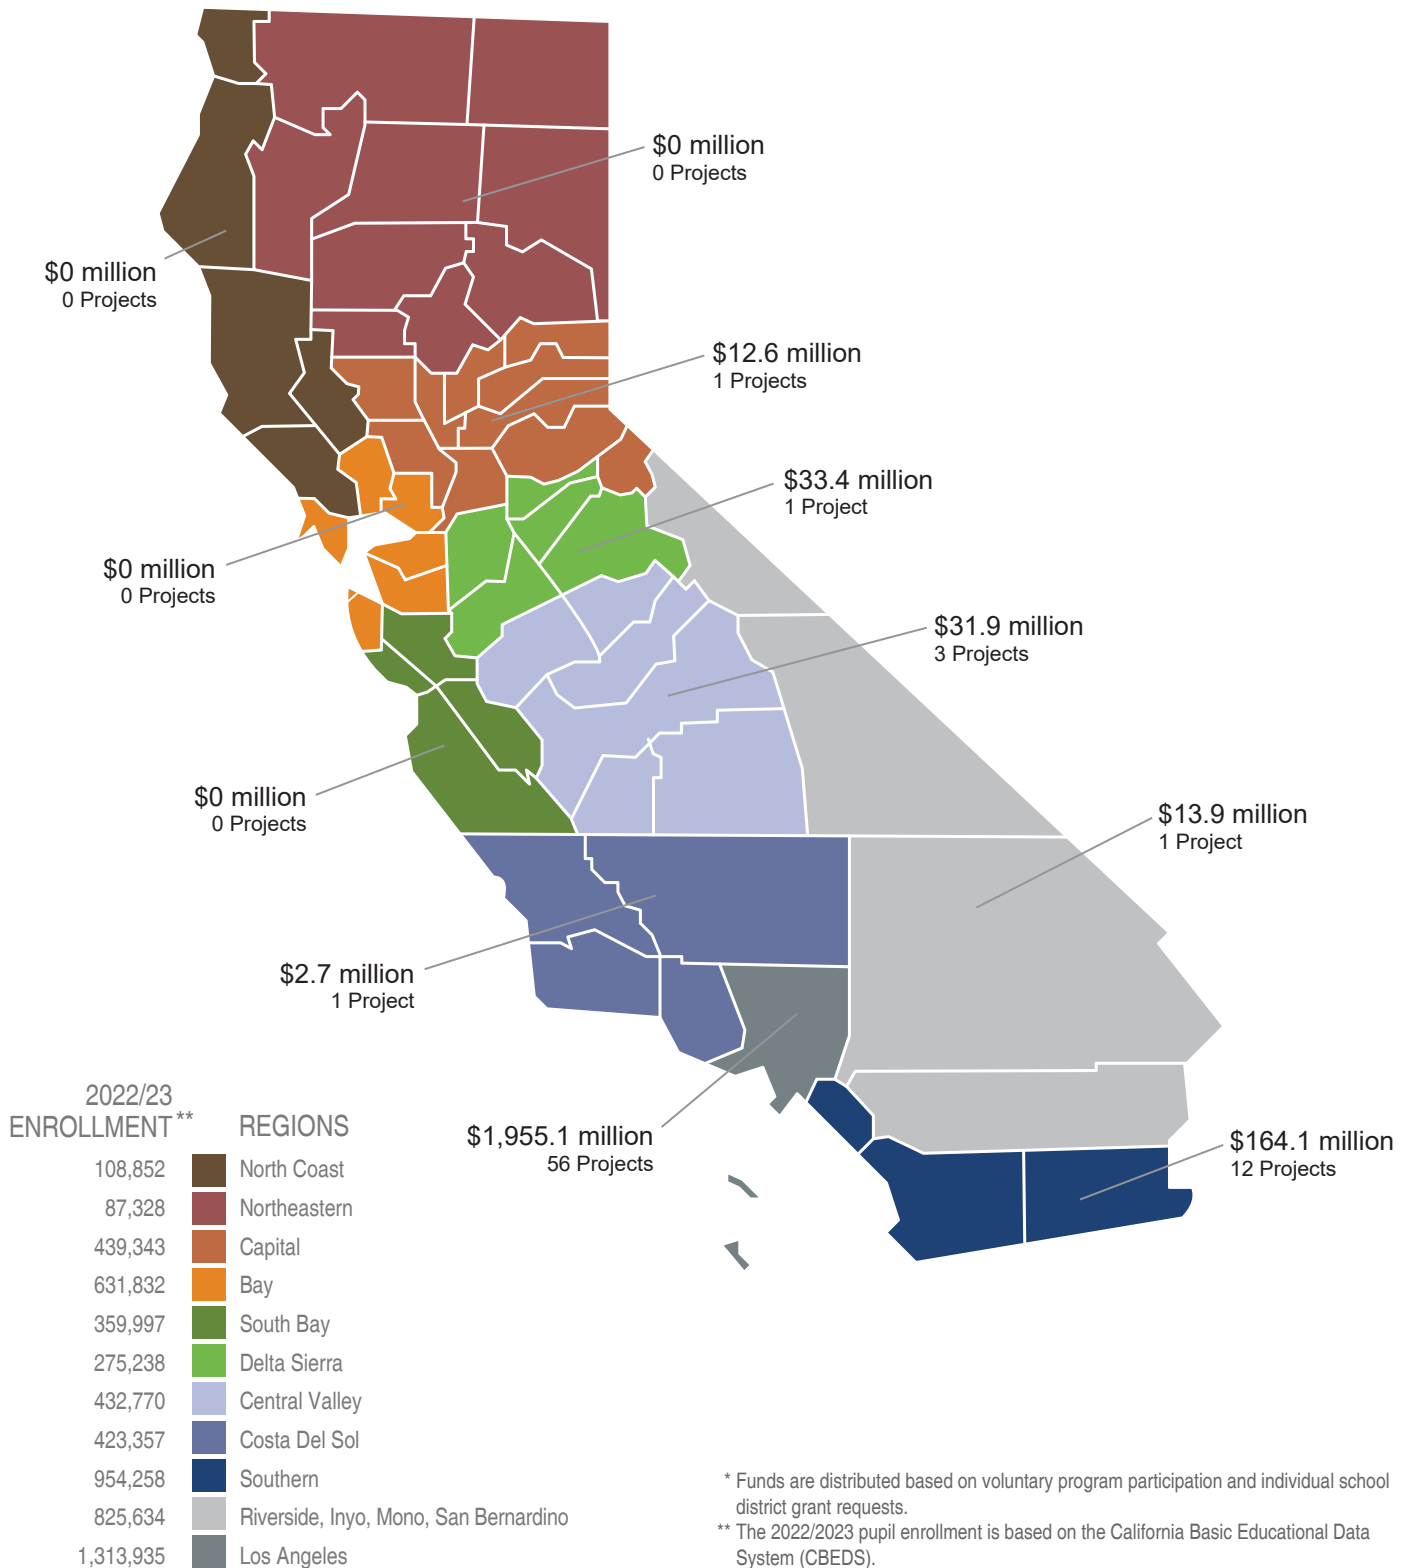 $0 million
0 Projects
$0 million
0 Projects
$12.6 million
1 Projects
$33.4 million
1 Project
$0 million
0 Projects
$31.9 million
3 Projects
$0 million
0 Projects
$13.9 million
1 Project
$2.7 million
1 Project
$1,955.1 million
56 Projects
$164.1 million
12 Projects
2022/23
ENROLLMENT** REGIONS
108,852 North Coast
87,328 Northeastern
439,343 Capital
631,832 Bay
359,997 South Bay
275,238 Delta Sierra
432,770 Central Valley
423,357 Costa Del Sol
954,258 Southern
825,634 Riverside, Inyo, Mono, San Bernardino
1,313,935 Los Angeles
* Funds are distributed based on voluntary program participation and individual school
district grant requests.
** The 2022/2023 pupil enrollment is based on the California Basic Educational Data
System (CBEDS).